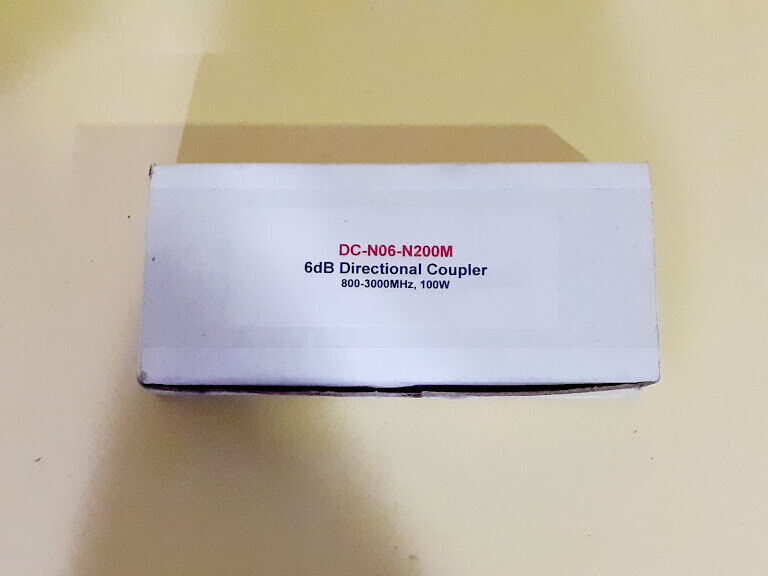 DC-N06-N200M
6dB Directional Coupler
800-3000MHz, 100W